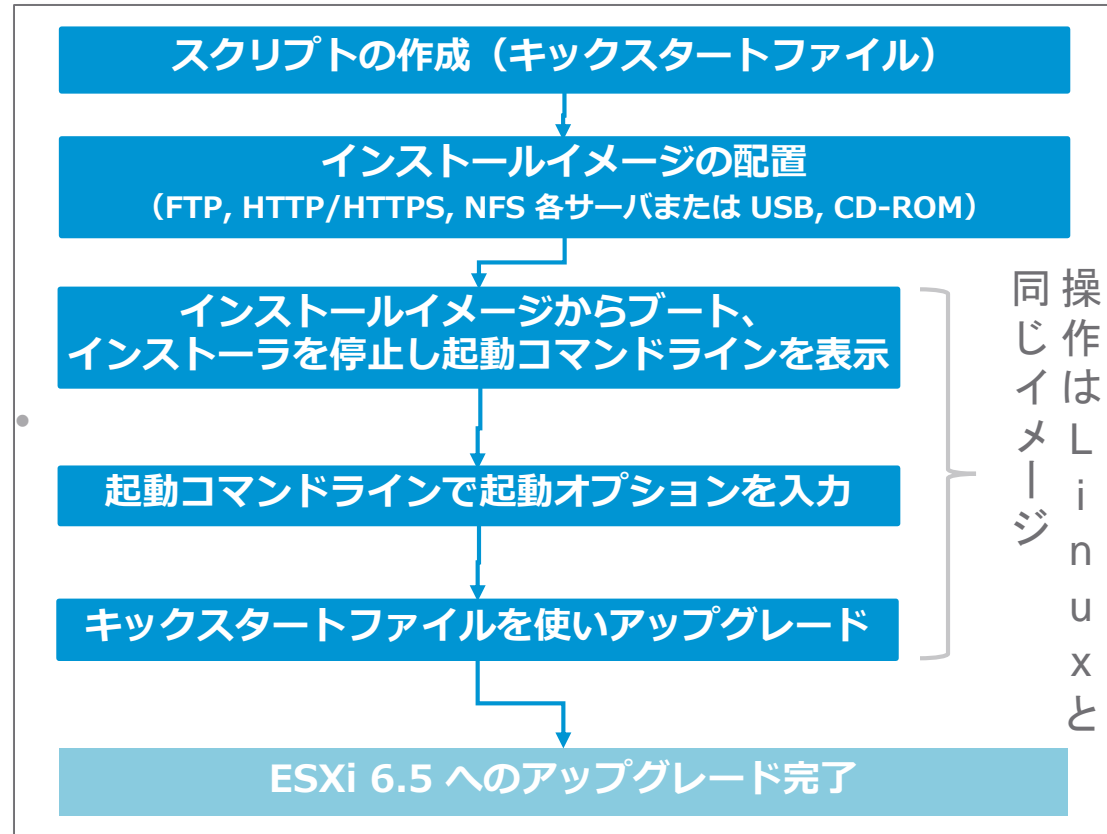 スクリプトの作成（キックスタートファイル）
インストールイメージの配置
（FTP, HTTP/HTTPS, NFS 各サーバまたは USB, CD-ROM）
インストールイメージからブート、
インストーラを停止し起動コマンドラインを表示
起動コマンドラインで起動オプションを入力
キックスタートファイルを使いアップグレード
ESXi 6.5 へのアップグレード完了
操作はLinuxと
同じイメージ